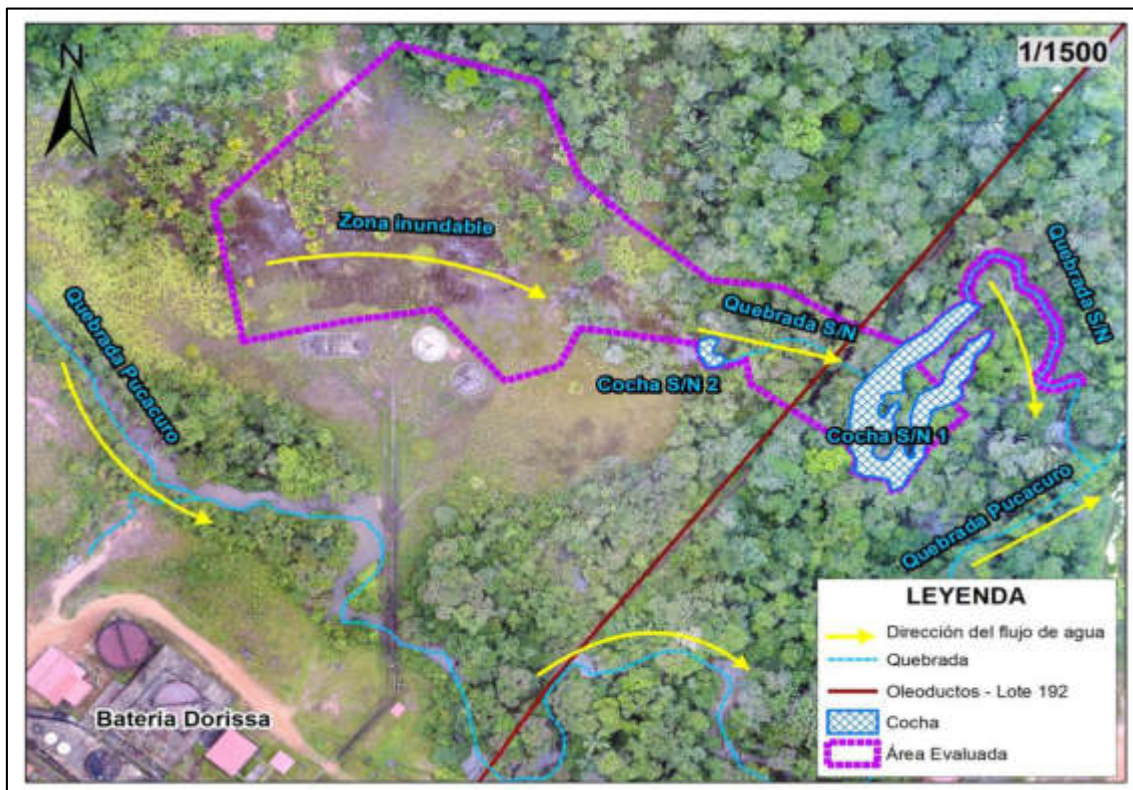 N
1/1500
Zona inundable
Quebrada Pucacuro
Quebrada S/N
Quebrada S/N
Cocha S/N 2
Cocha S/N 1
Quebrada Pucacuro
Bateria Dorissa
LEYENDA
Dirección del flujo de agua
Quebrada
Oleoductos - Lote 192
Cocha
Área Evaluada